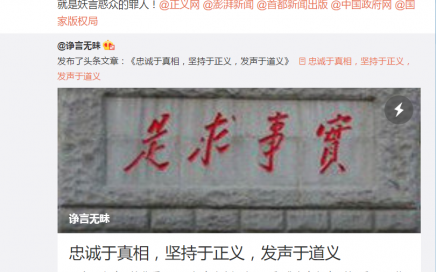 就是妖言惑众的罪人！@正义网 @澎湃新闻 @首都新闻出版 @中国政府网 @国
家版权局
@诤言无昧
发布了头条文章：《忠诚于真相，坚持于正义，发声于道义》 忠诚于真相，坚持于正义，
发声于道义
是求事實
诤言无昧
忠诚于真相，坚持于正义，发声于道义